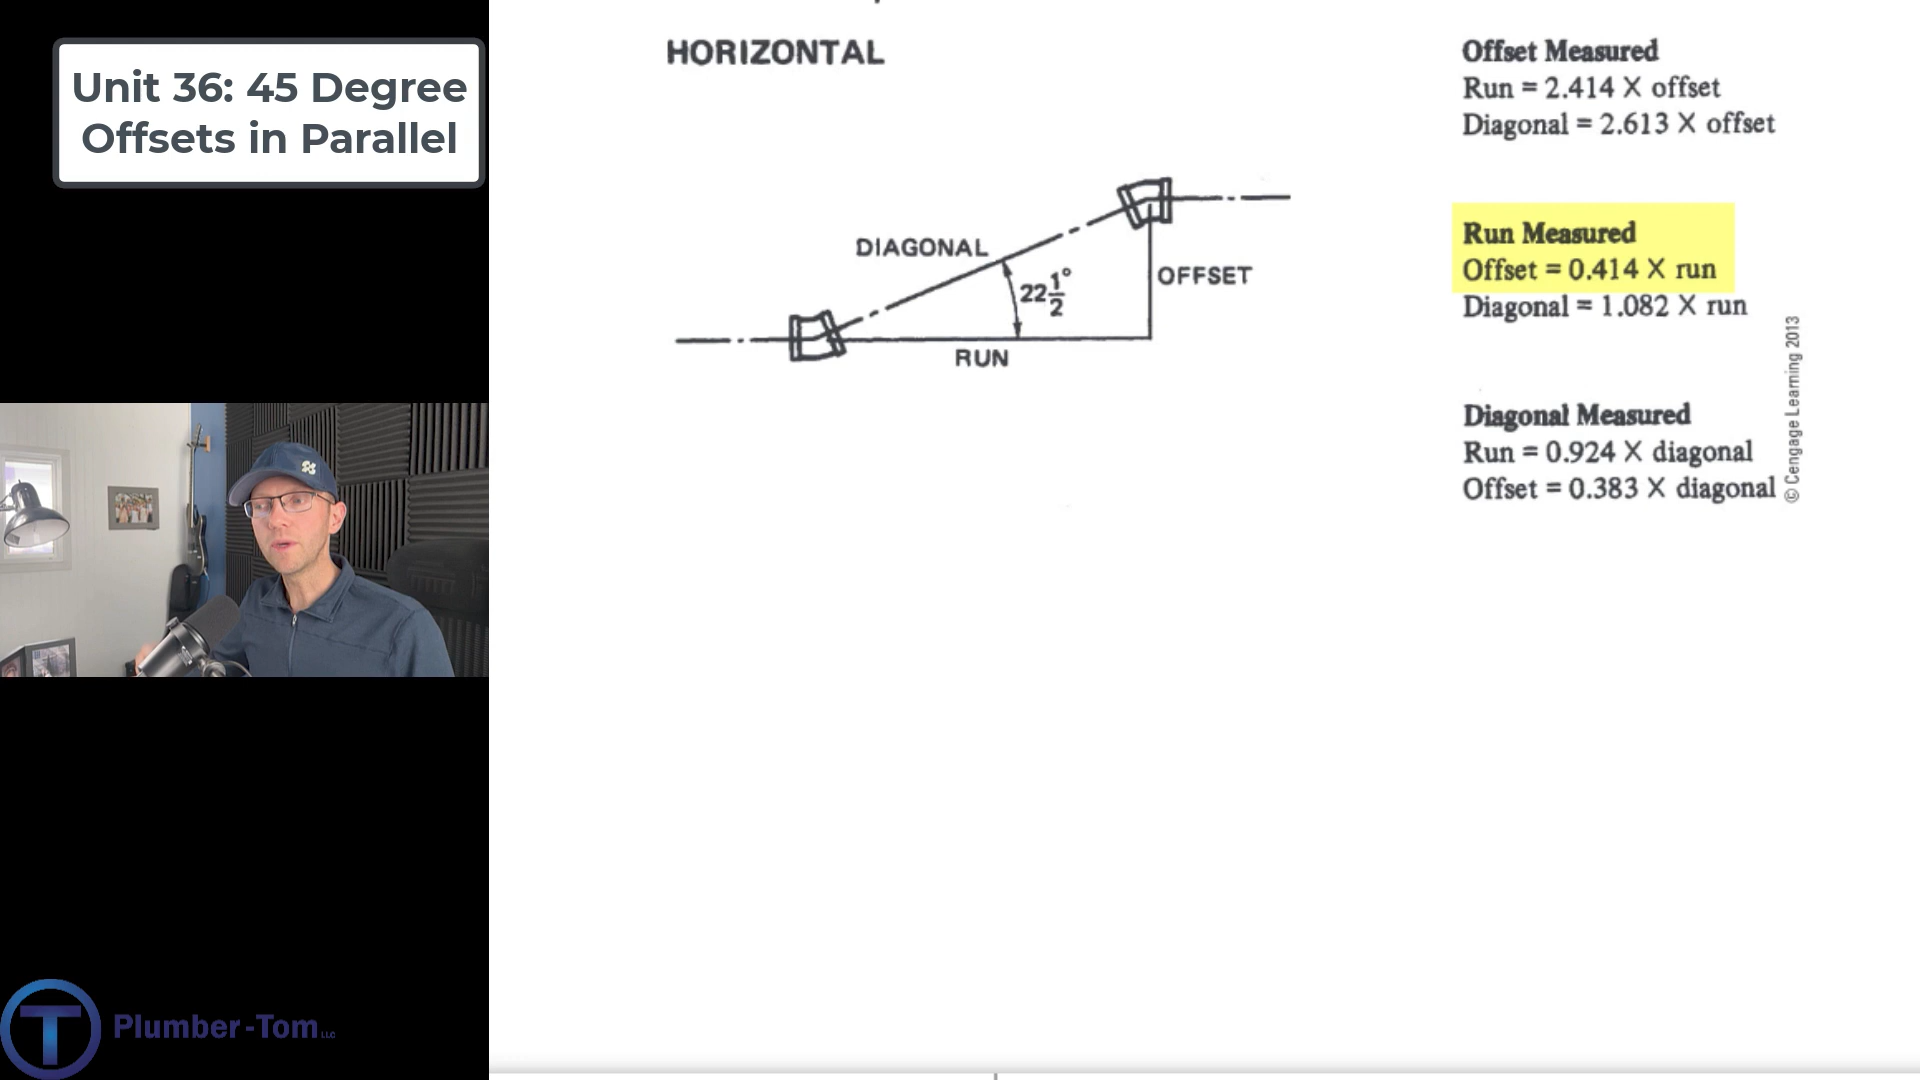 Unit 36: 45 Degree
Offsets in Parallel
HORIZONTAL
DIAGONAL
22 1/2°
OFFSET
RUN
Offset Measured
Run = 2.414 X offset
Diagonal = 2.613 X offset
Run Measured
Offset = 0.414 X run
Diagonal = 1.082 X run
Diagonal Measured
Run = 0.924 X diagonal
Offset = 0.383 X diagonal
© Cengage Learning 2013
T Plumber-Tom LLC